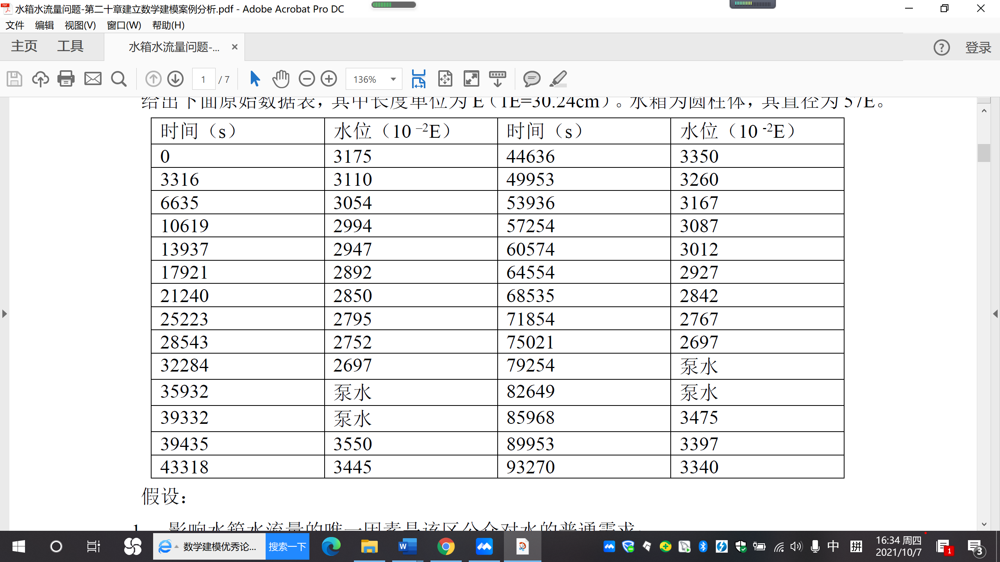 水箱水流量问题-第二十章建立数学建模案例分析.pdf - Adobe Acrobat Pro DC
文件 编辑 视图(V) 窗口(W) 帮助(H)
主页 工具 水箱水流量问题-... × 登录
1 / 7 136%
给出下面原始数据表，其中长度单位为 E（1E=30.24cm）。水箱为圆柱体，其直径为 57E。
时间（s） 水位（10 –2E） 时间（s） 水位（10 -2E）
0 3175 44636 3350
3316 3110 49953 3260
6635 3054 53936 3167
10619 2994 57254 3087
13937 2947 60574 3012
17921 2892 64554 2927
21240 2850 68535 2842
25223 2795 71854 2767
28543 2752 75021 2697
32284 2697 79254 泵水
35932 泵水 82649 泵水
39332 泵水 85968 3475
39435 3550 89953 3397
43318 3445 93270 3340
假设：
1. 影响水箱水流量的唯一因素是该区公众对水的普通需求;
数学建模优秀论... 搜索一下
中 拼 16:34 周四
2021/10/7
1
3